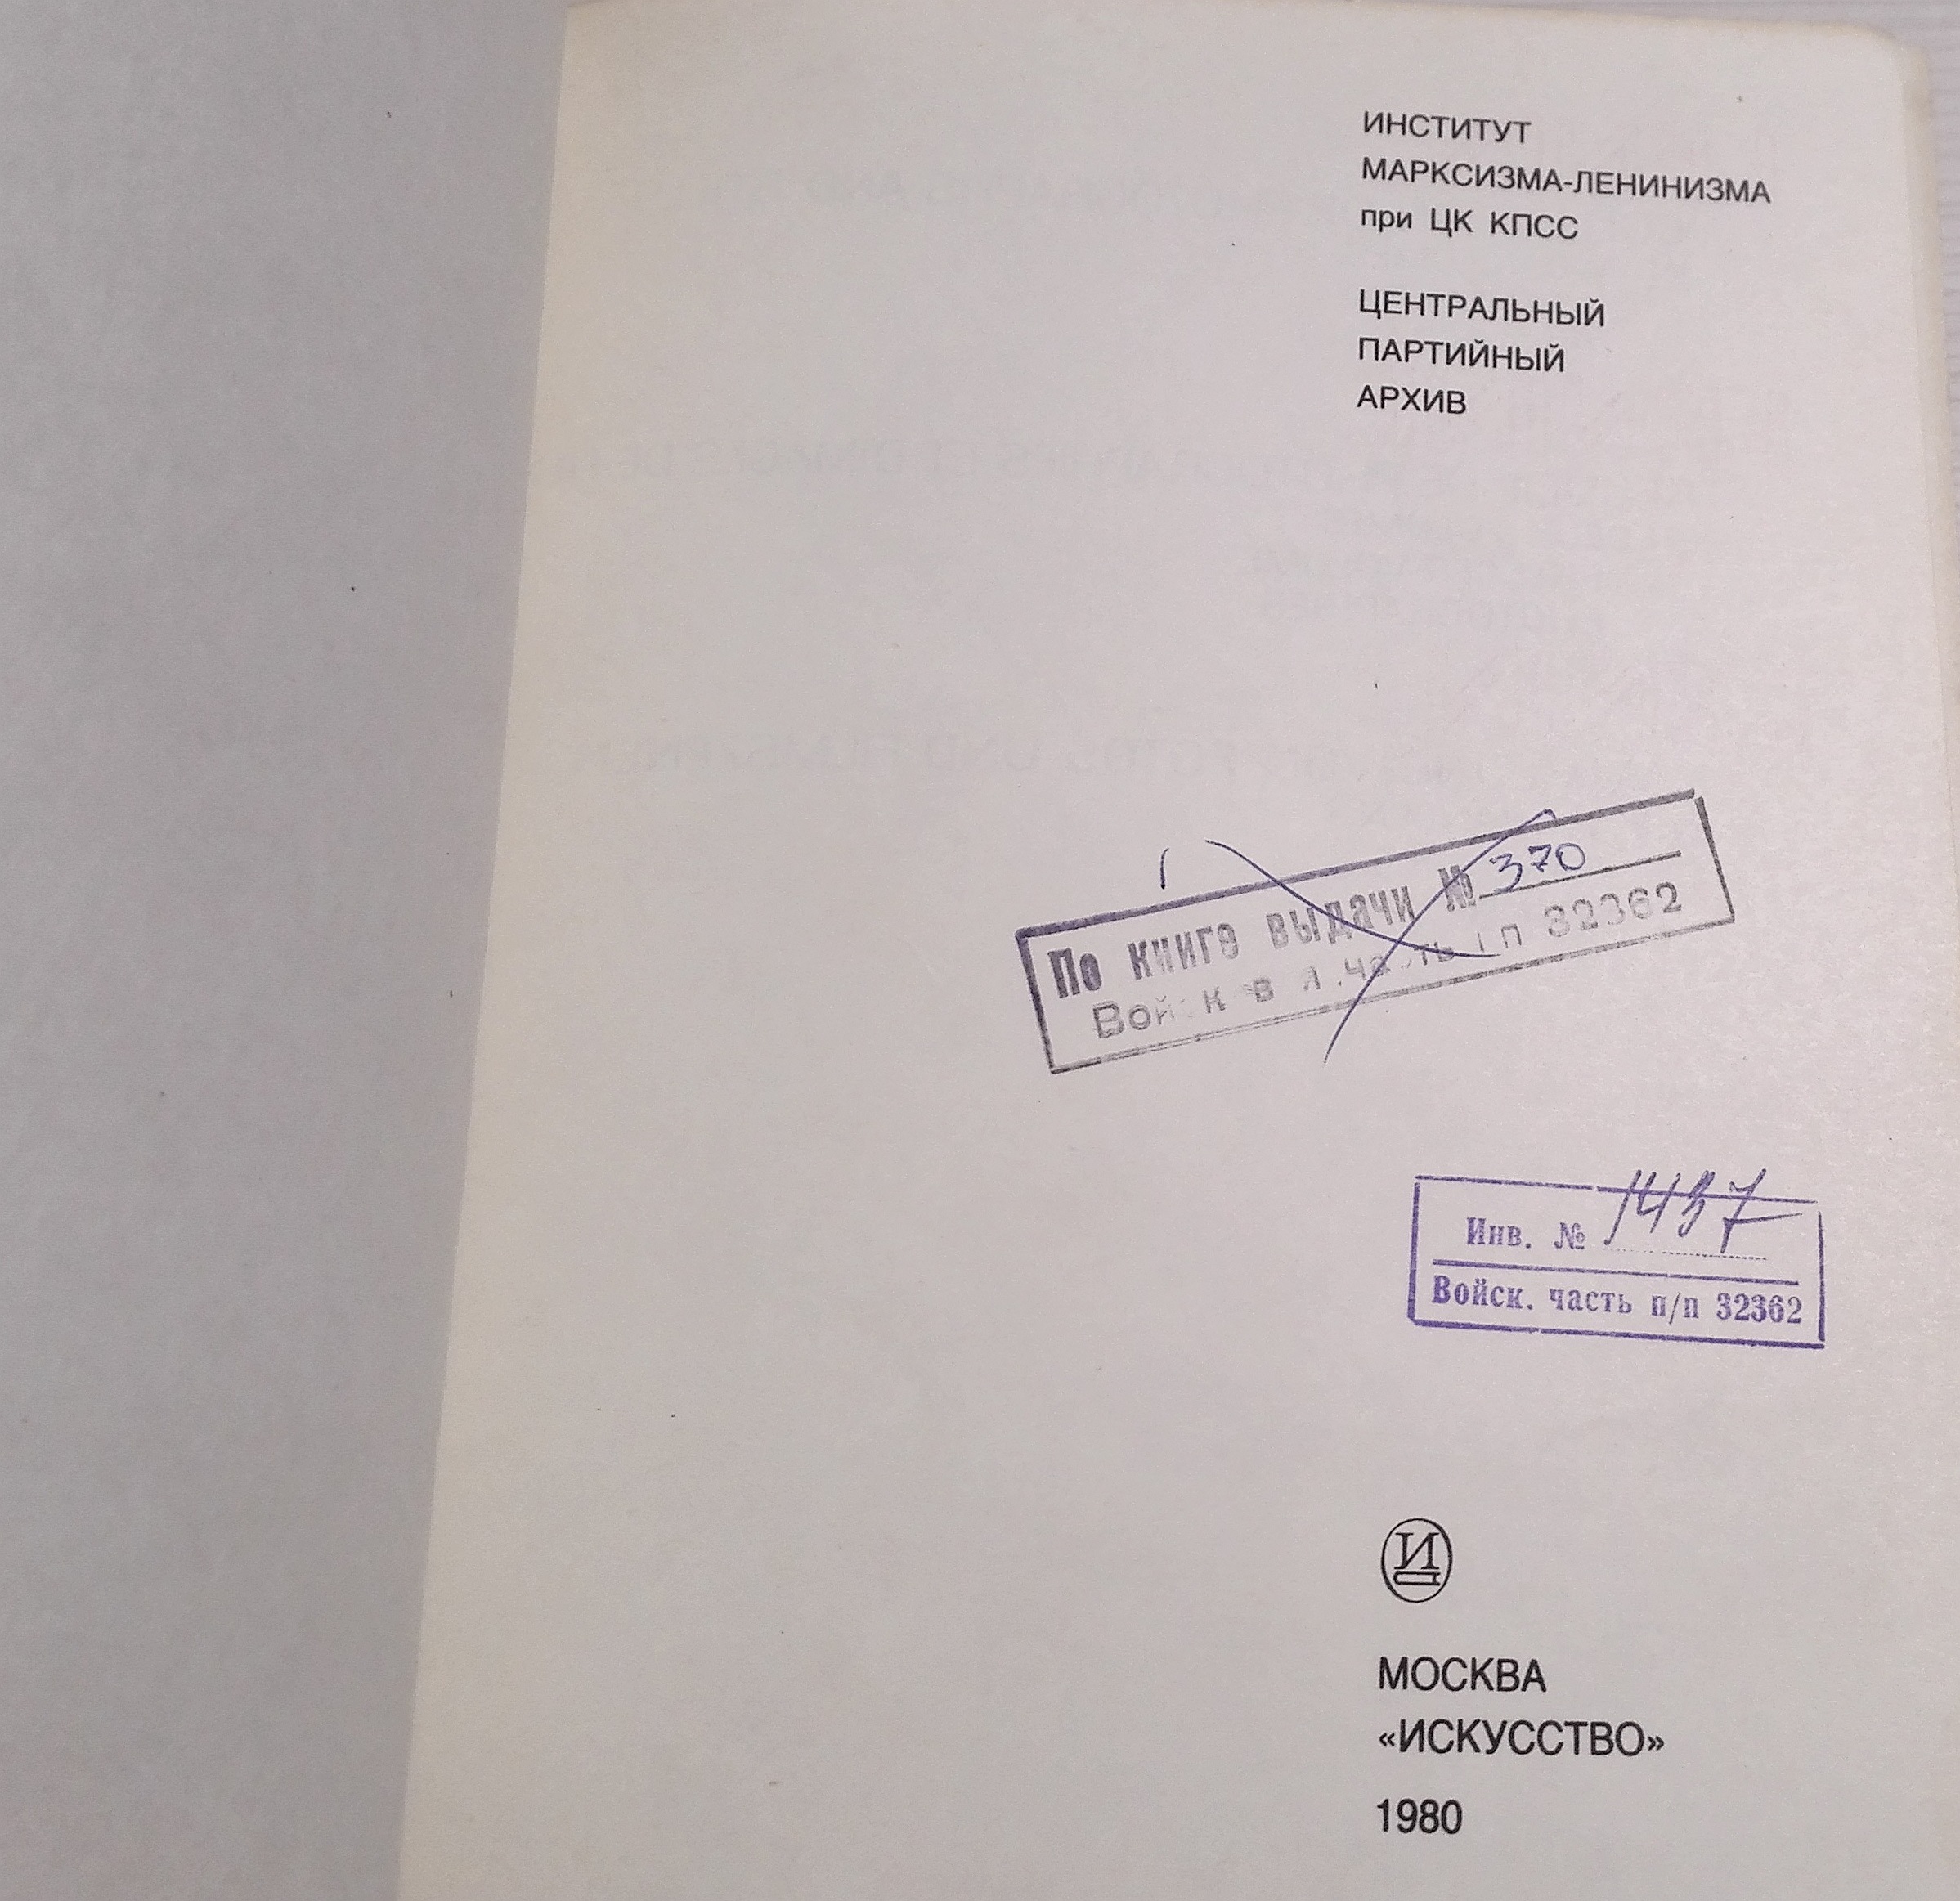 ИНСТИТУТ
МАРКСИЗМА-ЛЕНИНИЗМА
при ЦК КПСС
ЦЕНТРАЛЬНЫЙ
ПАРТИЙНЫЙ
АРХИВ
По книге выдачи № 370
часть п 32362
Инв. № 1437
Войск. часть п/п 32362
И
МОСКВА
«ИСКУССТВО»
1980